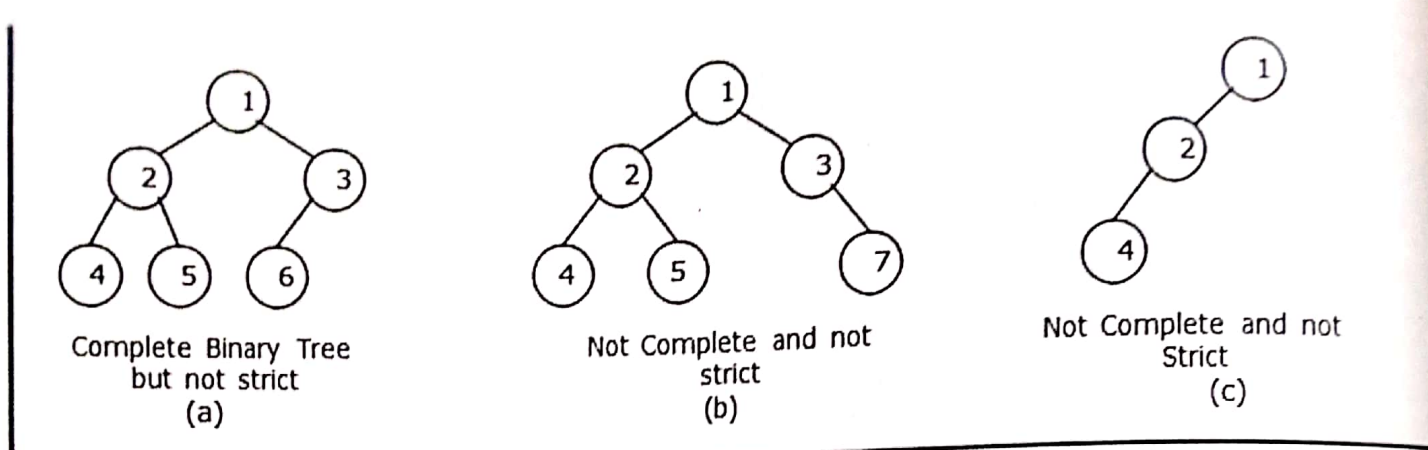 1
2
3
4
5
6
Complete Binary Tree
but not strict
(a)
1
2
3
4
5
7
Not Complete and not
strict
(b)
1
2
4
Not Complete and not
Strict
(c)